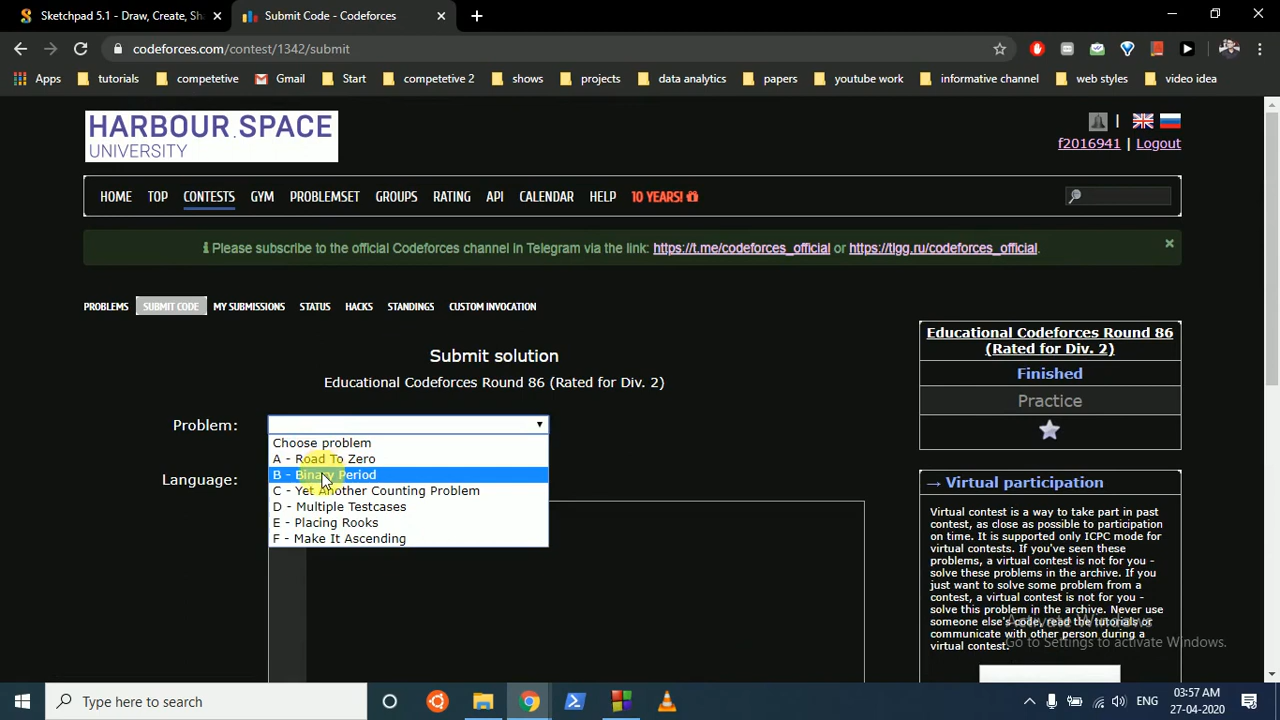 Sketchpad 5.1 - Draw, Create, Sha
Submit Code - Codeforces
codeforces.com/contest/1342/submit
Apps tutorials competetive Gmail Start competetive 2 shows projects data analytics papers youtube work informative channel web styles video idea
HARBOUR.SPACE
UNIVERSITY
f2016941 | Logout
HOME TOP CONTESTS GYM PROBLEMSET GROUPS RATING API CALENDAR HELP 10 YEARS!
Please subscribe to the official Codeforces channel in Telegram via the link: https://t.me/codeforces_official or https://tlgg.ru/codeforces_official.
PROBLEMS SUBMIT CODE MY SUBMISSIONS STATUS HACKS STANDINGS CUSTOM INVOCATION
Submit solution
Educational Codeforces Round 86 (Rated for Div. 2)
Problem:
Choose problem
A - Road To Zero
B - Binary Period
C - Yet Another Counting Problem
D - Multiple Testcases
E - Placing Rooks
F - Make It Ascending
Language:
Educational Codeforces Round 86
(Rated for Div. 2)
Finished
Practice
→ Virtual participation
Virtual contest is a way to take part in past
contest, as close as possible to participation
on time. It is supported only ICPC mode for
virtual contests. If you've seen these
problems, a virtual contest is not for you -
solve these problems in the archive. If you
just want to solve some problem from a
contest, a virtual contest is not for you -
solve this problem in the archive. Never use
someone else's code, read the tutorials or
communicate with other person during a
virtual contest.
Activate Windows
Go to Settings to activate Windows.
Type here to search
ENG
03:57 AM
27-04-2020